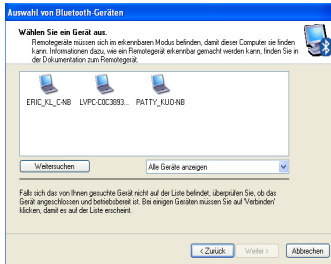 Auswahl von Bluetooth-Geräten
Wählen Sie ein Gerät aus.
Remotegeräte müssen sich im erkennbaren Modus befinden, damit dieser Computer sie finden
kann. Informationen dazu, wie ein Remotegerät erkennbar gemacht werden kann, finden Sie in
der Dokumentation zum Remotegerät.
ERIC_KL_C-NB LVPC-C0C3893... PATTY_KUO-NB
Weitersuchen Alle Geräte anzeigen
Falls sich das von Ihnen gesuchte Gerät nicht auf der Liste befindet, überprüfen Sie, ob das
Gerät angeschlossen und betriebsbereit ist. Bei einigen Geräten müssen Sie auf 'Verbinden'
klicken, damit es auf der Liste erscheint.
< Zurück Weiter > Abbrechen